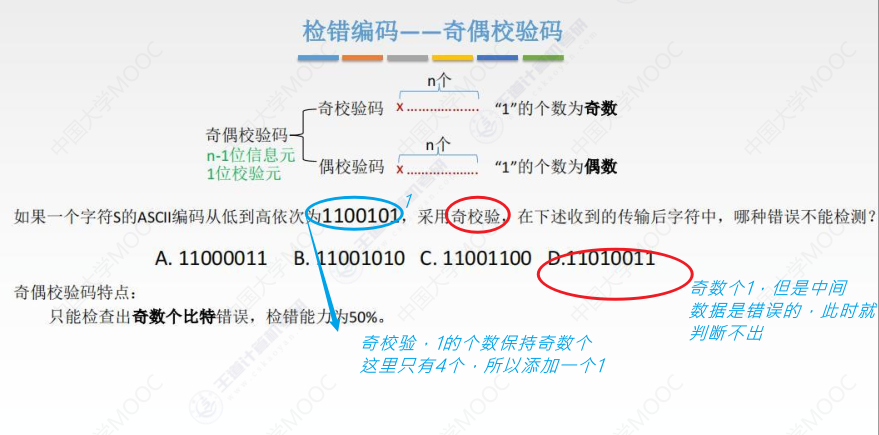 检错编码——奇偶校验码
n个
奇校验码 x ……………… “1”的个数为奇数
奇偶校验码
n-1位信息元
1位校验元
n个
偶校验码 x ……………… “1”的个数为偶数
1
如果一个字符S的ASCII编码从低到高依次为1100101，采用奇校验，在下述收到的传输后字符中，哪种错误不能检测？
A. 11000011 B. 11001010 C. 11001100 D.11010011
奇偶校验码特点：
只能检查出奇数个比特错误，检错能力为50%。
奇数个1，但是中间
数据是错误的，此时就
判断不出
奇校验，1的个数保持奇数个
这里只有4个，所以添加一个1
中国大学MOOC
王道计算机考研